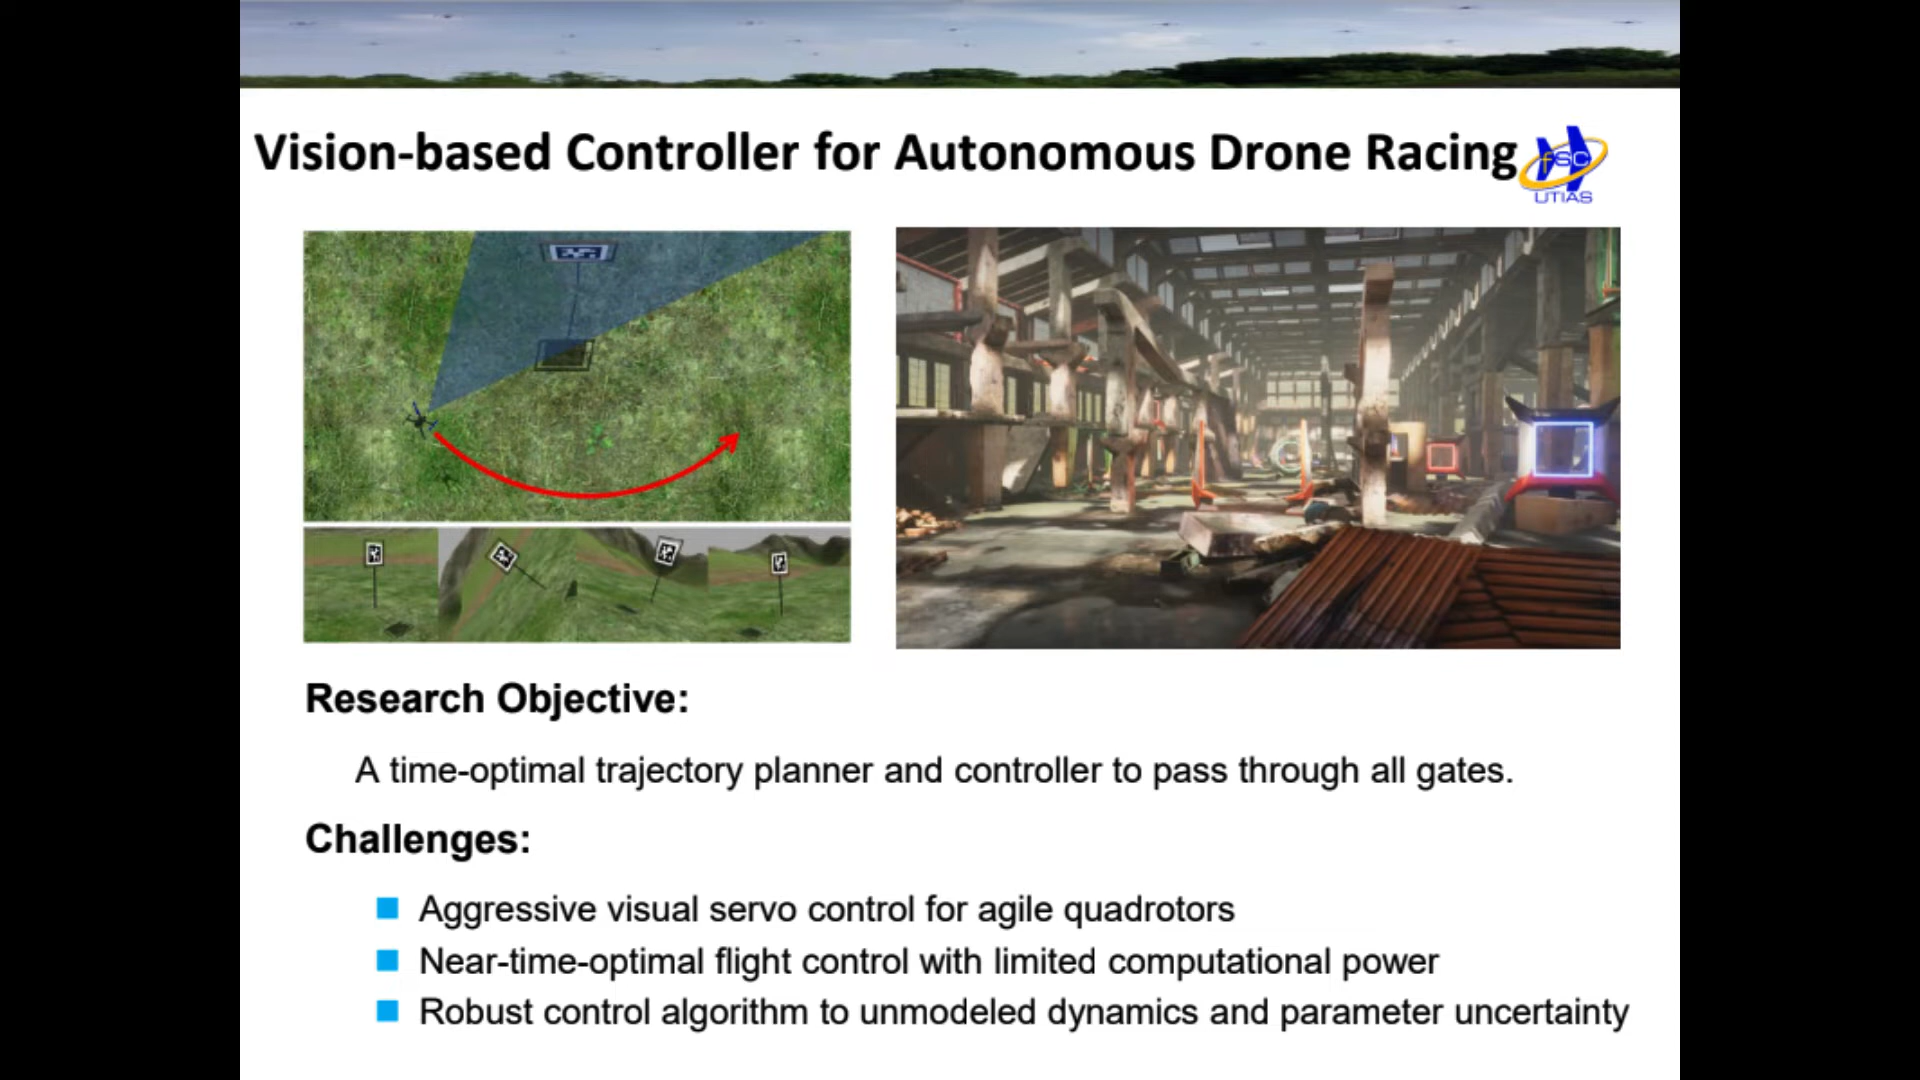 Vision-based Controller for Autonomous Drone Racing
fSC
UTIAS
Research Objective:
A time-optimal trajectory planner and controller to pass through all gates.
Challenges:
Aggressive visual servo control for agile quadrotors
Near-time-optimal flight control with limited computational power
Robust control algorithm to unmodeled dynamics and parameter uncertainty